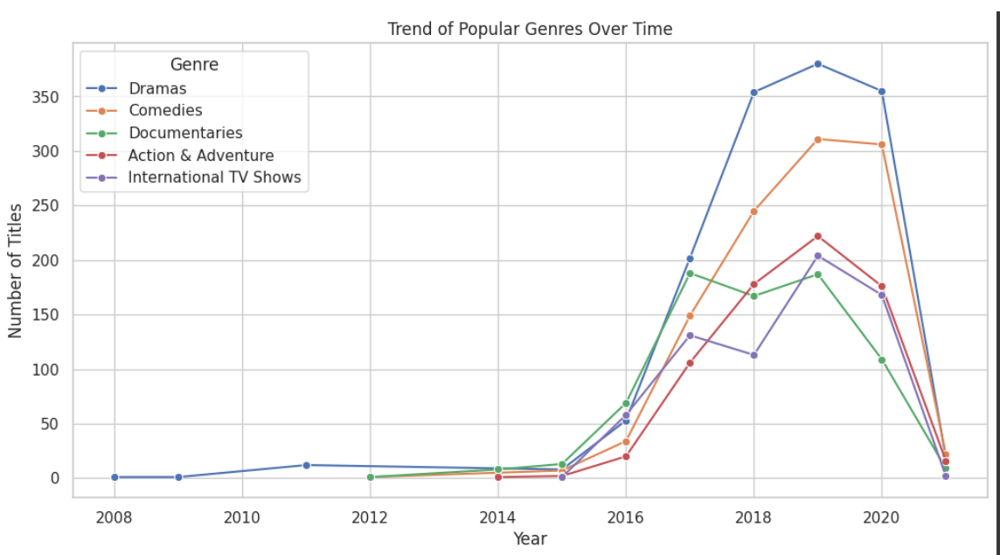 Trend of Popular Genres Over Time
Genre
Dramas
Comedies
Documentaries
Action & Adventure
International TV Shows
Number of Titles
350
300
250
200
150
100
50
0
2008 2010 2012 2014 2016 2018 2020
Year